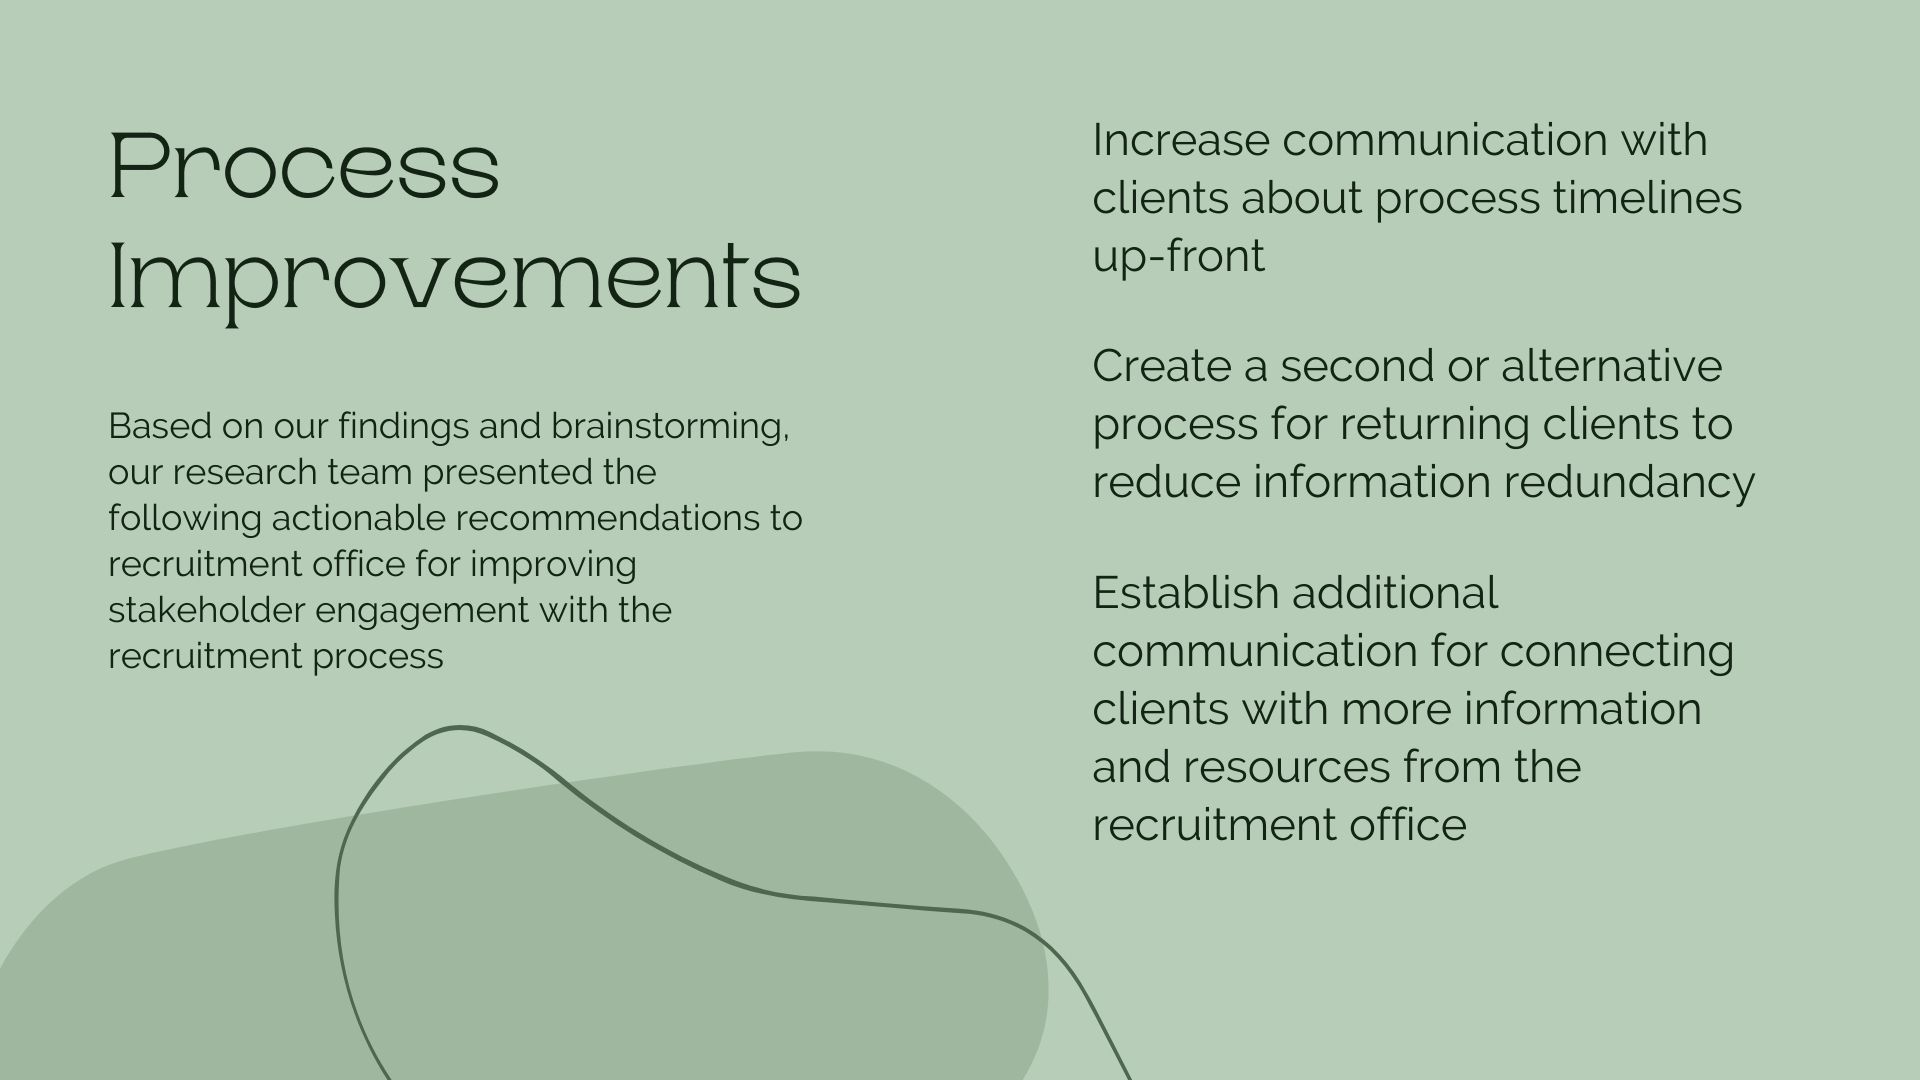 Process
Improvements
Based on our findings and brainstorming,
our research team presented the
following actionable recommendations to
recruitment office for improving
stakeholder engagement with the
recruitment process
Increase communication with
clients about process timelines
up-front
Create a second or alternative
process for returning clients to
reduce information redundancy
Establish additional
communication for connecting
clients with more information
and resources from the
recruitment office